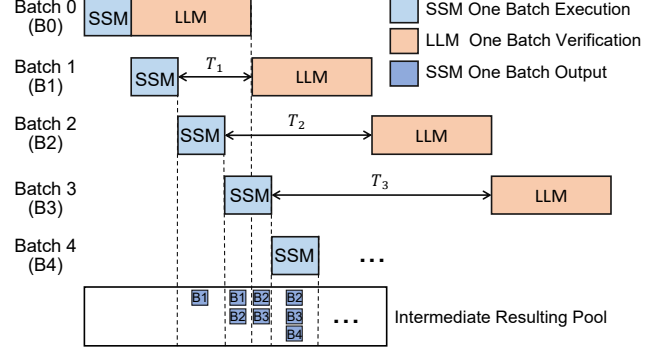 Batch 0
(B0)
SSM
LLM
SSM One Batch Execution
LLM One Batch Verification
SSM One Batch Output
Batch 1
(B1)
SSM
T1
LLM
Batch 2
(B2)
SSM
T2
LLM
Batch 3
(B3)
SSM
T3
LLM
Batch 4
(B4)
SSM
...
B1
B1
B2
B2
B2
B3
B3
B4
...
Intermediate Resulting Pool